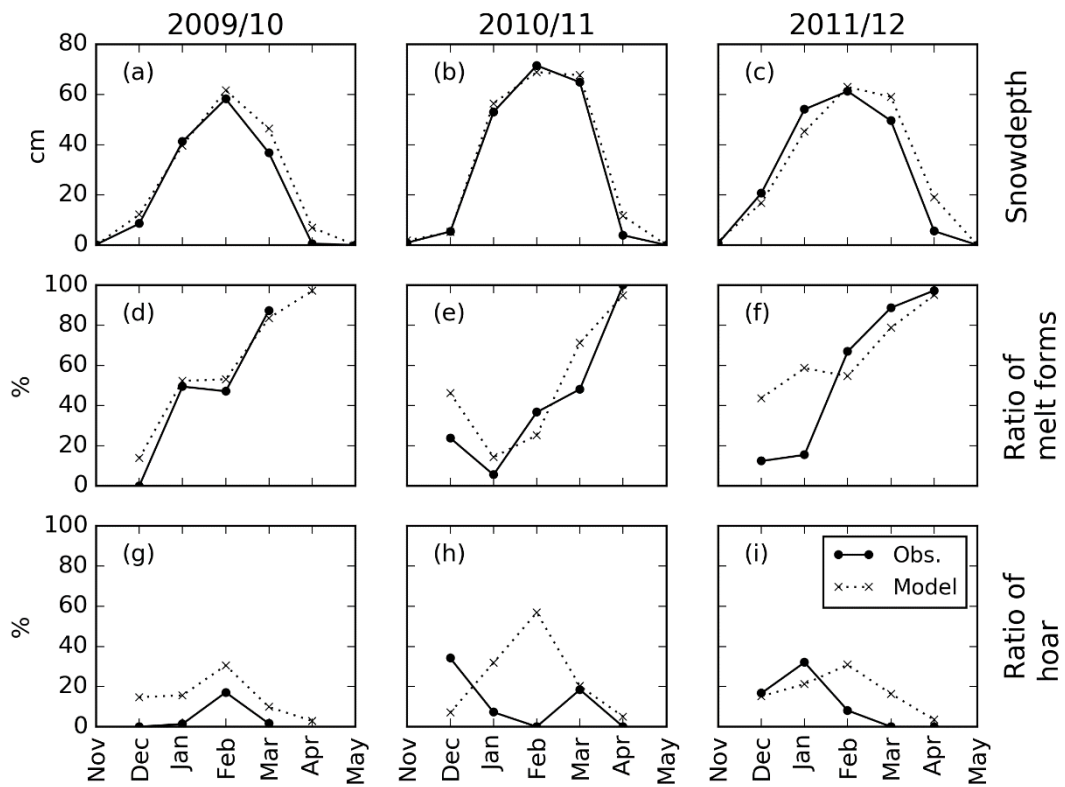 2009/10 2010/11 2011/12
80
60
40
20
0
cm
(a) (b) (c)
Snowdepth
100
80
60
40
20
0
%
(d) (e) (f)
Ratio of
melt forms
100
80
60
40
20
0
%
(g) (h) (i)
Obs.
Model
Ratio of
hoar
Nov Dec Jan Feb Mar Apr May Nov Dec Jan Feb Mar Apr May Nov Dec Jan Feb Mar Apr May